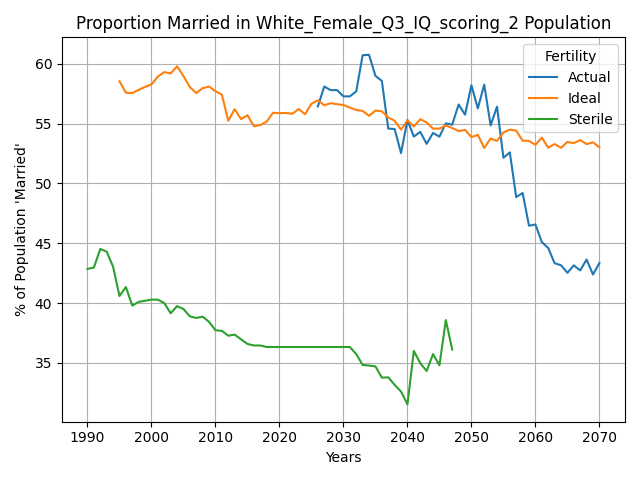 Proportion Married in White_Female_Q3_IQ_scoring_2 Population
Fertility
Actual
Ideal
Sterile
% of Population 'Married'
60
55
50
45
40
35
1990
2000
2010
2020
2030
2040
2050
2060
2070
Years